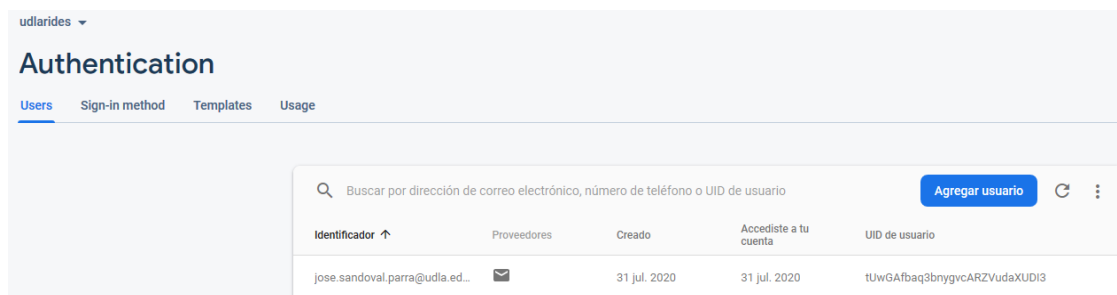 udlarides
Authentication
Users Sign-in method Templates Usage
Buscar por dirección de correo electrónico, número de teléfono o UID de usuario Agregar usuario
Identificador Proveedores Creado Accediste a tu cuenta UID de usuario
jose.sandoval.parra@udla.ed... 31 jul. 2020 31 jul. 2020 tUwGAfbaq3bnygvcARZVudaXUDI3